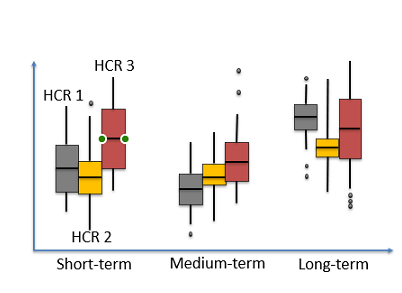 HCR 3
HCR 1
HCR 2
Short-term
Medium-term
Long-term